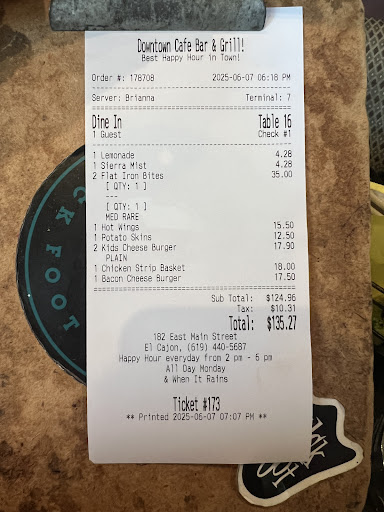 Downtown Cafe Bar & Grill!
Best Happy Hour in Town!
Order #: 178708 2025-06-07 06:18 PM
Server: Brianna Terminal: 7
Dine In Table 16
1 Guest Check #1
1 Lemonade 4.28
1 Sierra Mist 4.28
2 Flat Iron Bites 35.00
[ QTY: 1 ]
---
[ QTY: 1 ]
MED RARE
1 Hot Wings 15.50
1 Potato Skins 12.50
2 Kids Cheese Burger 17.90
PLAIN
1 Chicken Strip Basket 18.00
1 Bacon Cheese Burger 17.50
Sub Total: $124.96
Tax: $10.31
Total: $135.27
182 East Main Street
El Cajon, (619) 440-5687
Happy Hour everyday from 2 pm - 6 pm
All Day Monday
& When It Rains
Ticket #173
** Printed 2025-06-07 07:07 PM **
CK FOOT